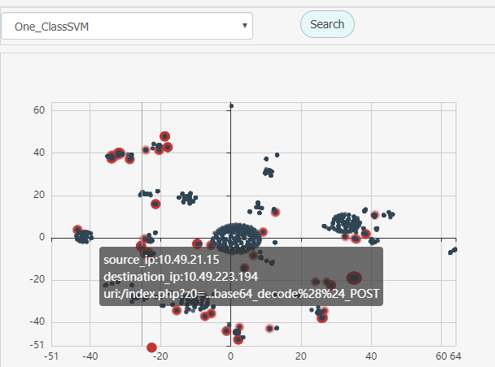 One_ClassSVM
Search
60
40
20
0
-20
-40
-51
-51 -40 -20 0 20 40 60 64
source_ip:10.49.21.15
destination_ip:10.49.223.194
uri:/index.php?z0=...base64_decode%28%24_POST